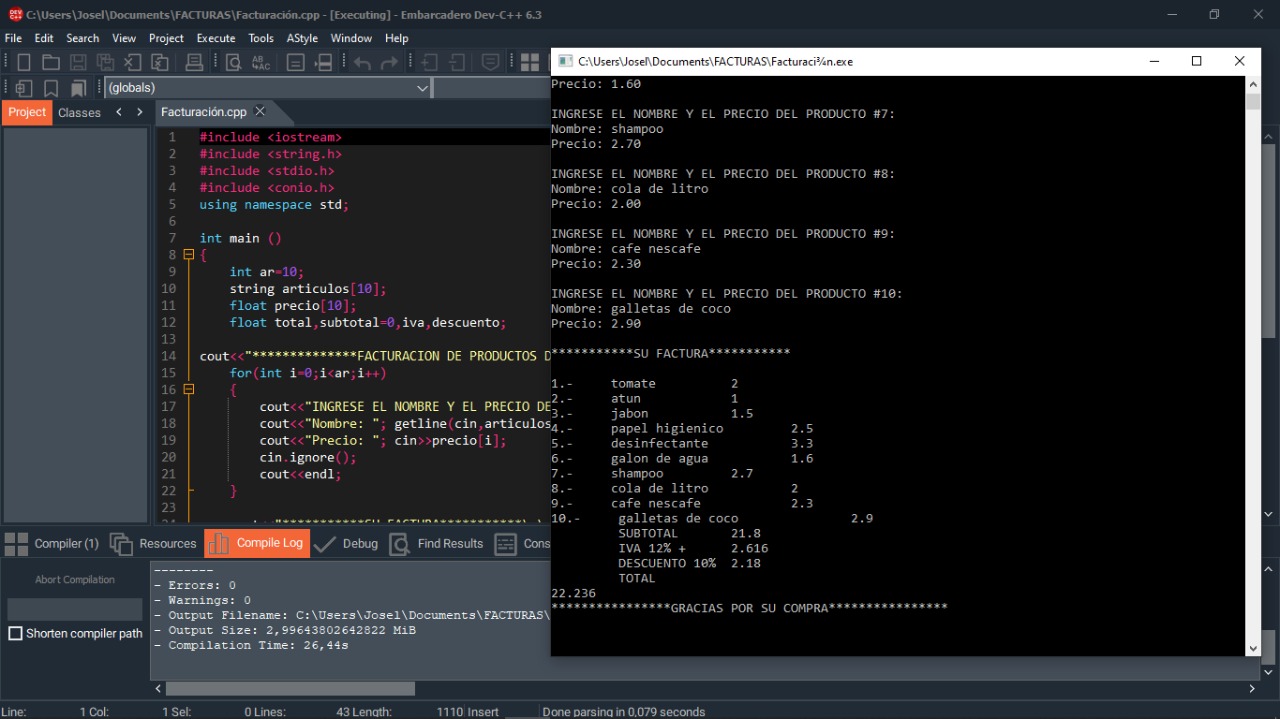 C:\Users\Josel\Documents\FACTURAS\Facturación.cpp - [Executing] - Embarcadero Dev-C++ 6.3
File Edit Search View Project Execute Tools AStyle Window Help
(globals)
Project Classes
Facturación.cpp
1 #include <iostream>
2 #include <string.h>
3 #include <stdio.h>
4 #include <conio.h>
5 using namespace std;
6
7 int main ()
8 {
9 int ar=10;
10 string articulos[10];
11 float precio[10];
12 float total,subtotal=0,iva,descuento;
13
14 cout<<"**************FACTURACION DE PRODUCTOS D
15 for(int i=0;i<ar;i++)
16 {
17 cout<<"INGRESE EL NOMBRE Y EL PRECIO DE
18 cout<<"Nombre: "; getline(cin,articulos
19 cout<<"Precio: "; cin>>precio[i];
20 cin.ignore();
21 cout<<endl;
22 }
23
C:\Users\Josel\Documents\FACTURAS\Facturaci¾n.exe
Precio: 1.60
INGRESE EL NOMBRE Y EL PRECIO DEL PRODUCTO #7:
Nombre: shampoo
Precio: 2.70
INGRESE EL NOMBRE Y EL PRECIO DEL PRODUCTO #8:
Nombre: cola de litro
Precio: 2.00
INGRESE EL NOMBRE Y EL PRECIO DEL PRODUCTO #9:
Nombre: cafe nescafe
Precio: 2.30
INGRESE EL NOMBRE Y EL PRECIO DEL PRODUCTO #10:
Nombre: galletas de coco
Precio: 2.90
***********SU FACTURA***********
1.- tomate 2
2.- atun 1
3.- jabon 1.5
4.- papel higienico 2.5
5.- desinfectante 3.3
6.- galon de agua 1.6
7.- shampoo 2.7
8.- cola de litro 2
9.- cafe nescafe 2.3
10.- galletas de coco 2.9
SUBTOTAL 21.8
IVA 12% + 2.616
DESCUENTO 10% 2.18
TOTAL
22.236
****************GRACIAS POR SU COMPRA****************
Compiler (1) Resources Compile Log Debug Find Results Cons
Abort Compilation
Shorten compiler path
--------
- Errors: 0
- Warnings: 0
- Output Filename: C:\Users\Josel\Documents\FACTURAS\
- Output Size: 2,99643802642822 MiB
- Compilation Time: 26,44s
Line: 1 Col: 1 Sel: 0 Lines: 43 Length: 1110 Insert Done parsing in 0,079 seconds